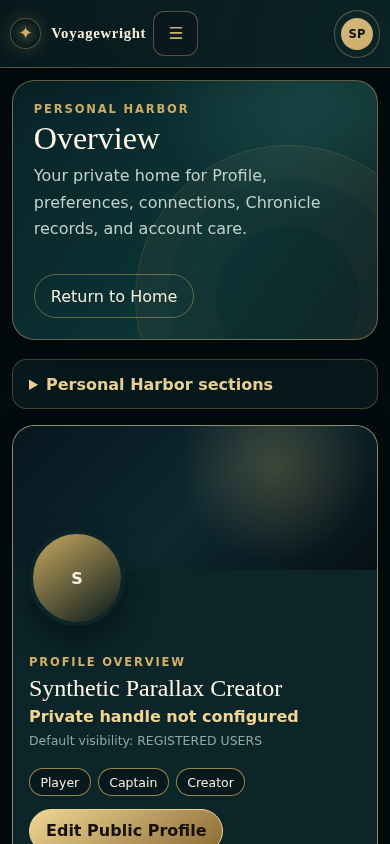 Voyagewright
☰
SP
PERSONAL HARBOR
Overview
Your private home for Profile,
preferences, connections, Chronicle
records, and account care.
Return to Home
Personal Harbor sections
S
PROFILE OVERVIEW
Synthetic Parallax Creator
Private handle not configured
Default visibility: REGISTERED USERS
Player Captain Creator
Edit Public Profile